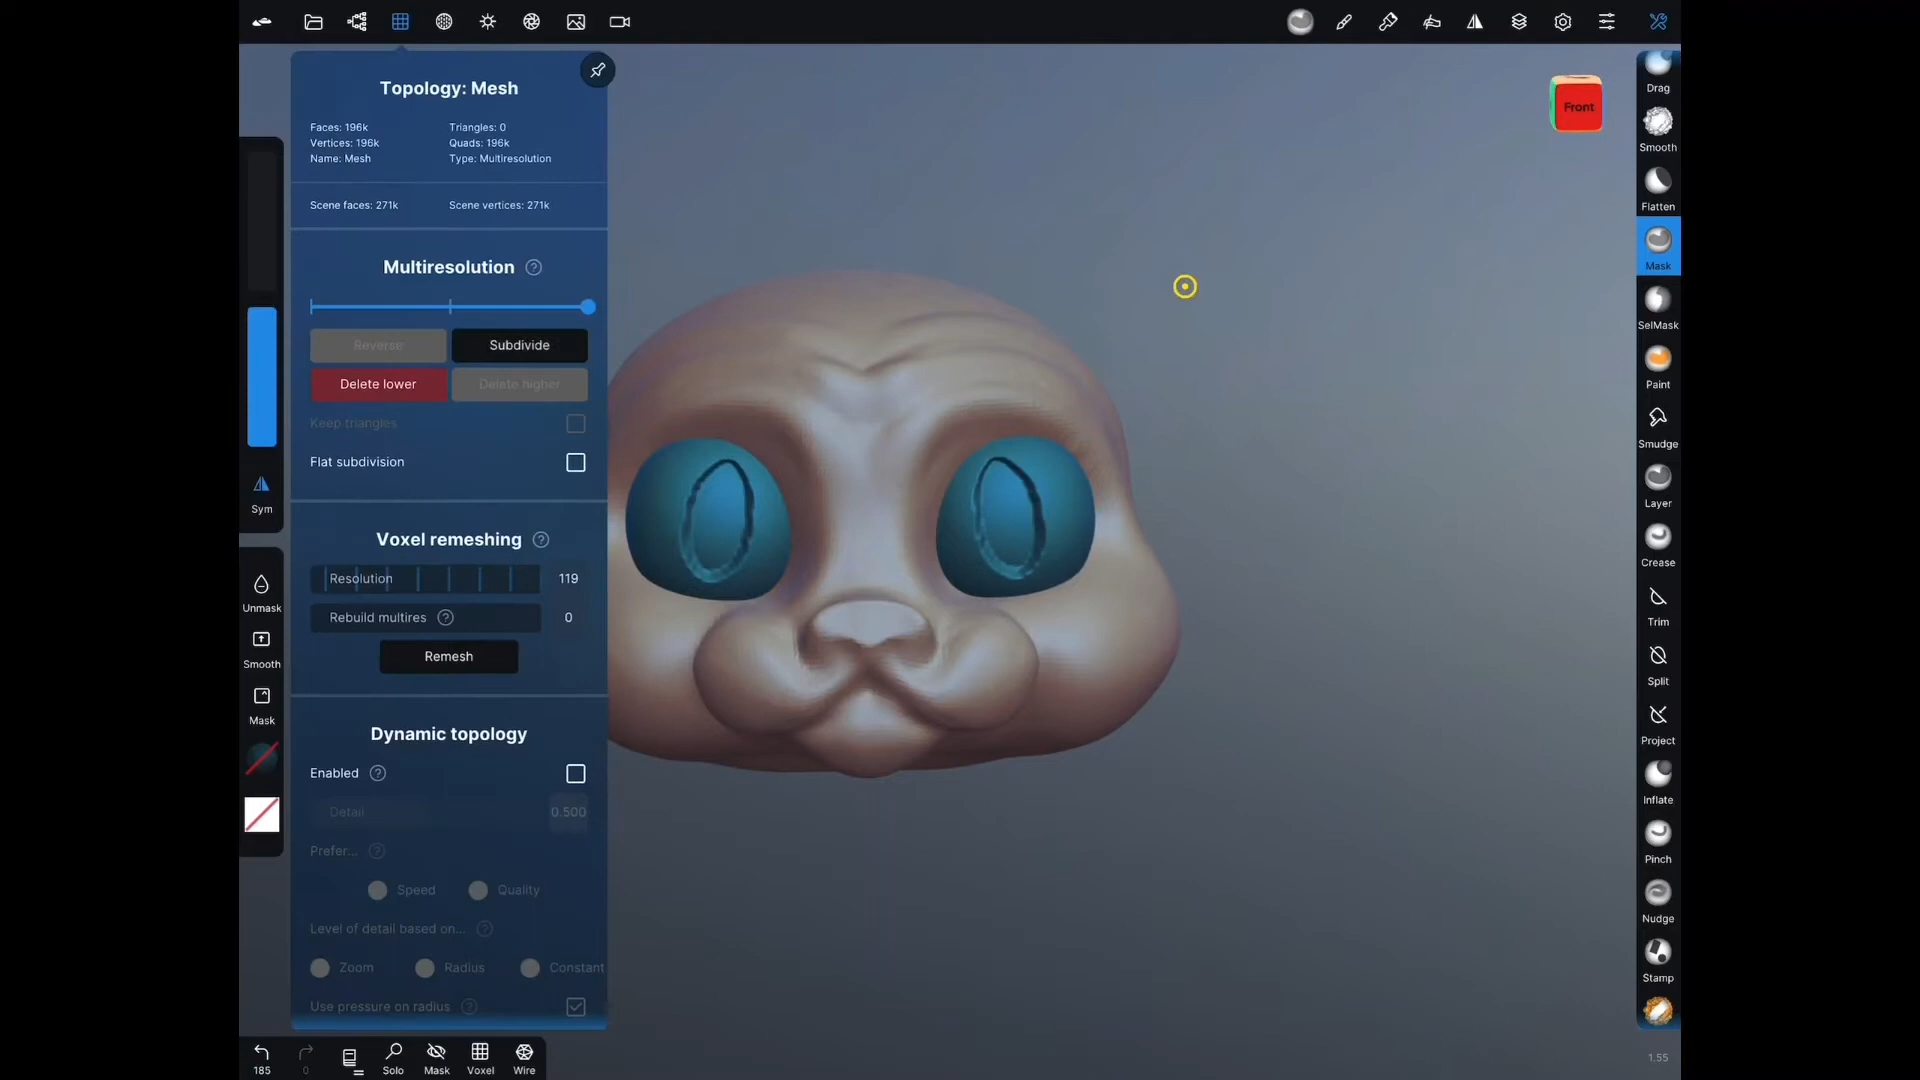 Topology: Mesh
Faces: 196k
Triangles: 0
Vertices: 196k
Quads: 196k
Name: Mesh
Type: Multiresolution
Scene faces: 271k
Scene vertices: 271k
Multiresolution ?
Reverse
Subdivide
Delete lower
Delete higher
Keep triangles
Flat subdivision
Voxel remeshing ?
Resolution 119
Rebuild multires ? 0
Remesh
Dynamic topology
Enabled ?
Detail 0.500
Prefer... ?
Speed
Quality
Level of detail based on... ?
Zoom
Radius
Constant
Use pressure on radius ?
Sym
Unmask
Smooth
Mask
185
0
Solo
Mask
Voxel
Wire
Front
Drag
Smooth
Flatten
Mask
SelMask
Paint
Smudge
Layer
Crease
Trim
Split
Project
Inflate
Pinch
Nudge
Stamp
1.55